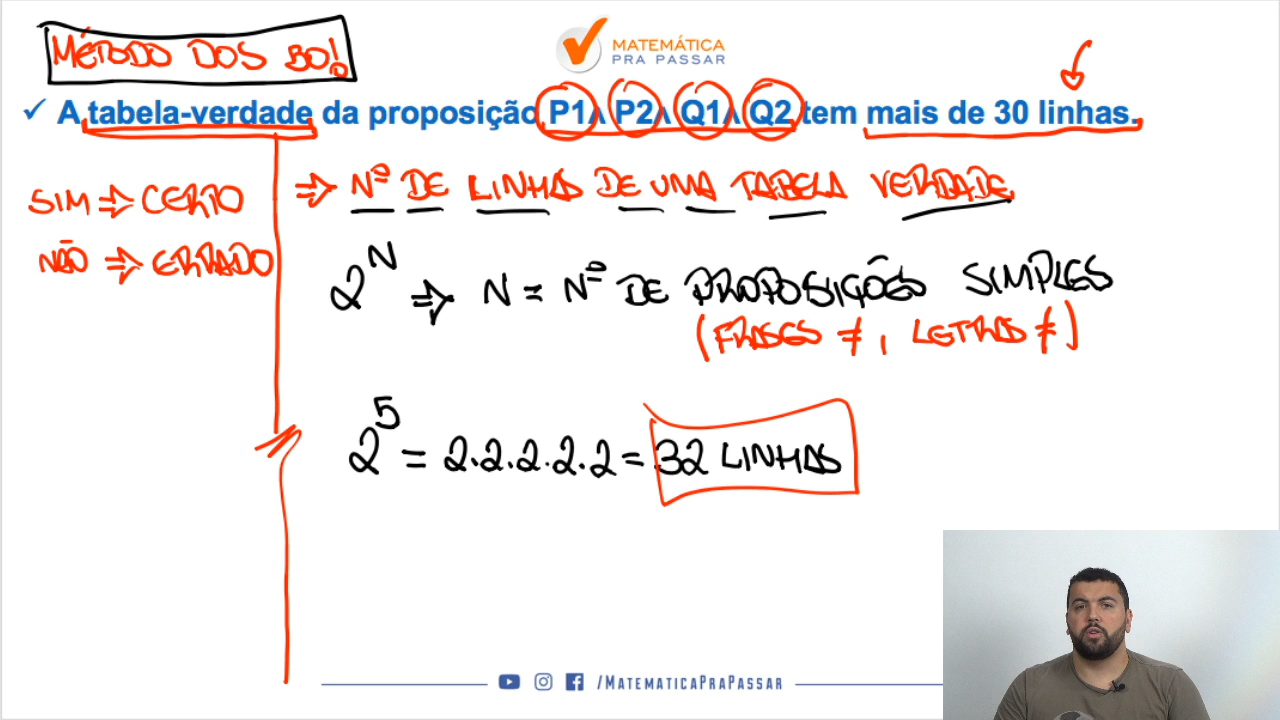 MÉTODO DOS BO!
MATEMÁTICA
PRA PASSAR
✓ A tabela-verdade da proposição P1∧ P2∧ Q1∧ Q2 tem mais de 30 linhas.
SIM ⇒ CERTO
NÃO ⇒ ERRADO
⇒ Nº DE LINHAS DE UMA TABELA VERDADE
2^N ⇒ N = Nº DE PROPOSIÇÕES SIMPLES
(FRASES ≠, LETRAS ≠)
2^5 = 2.2.2.2.2 = 32 LINHAS
/MATEMATICAPRAPASSAR